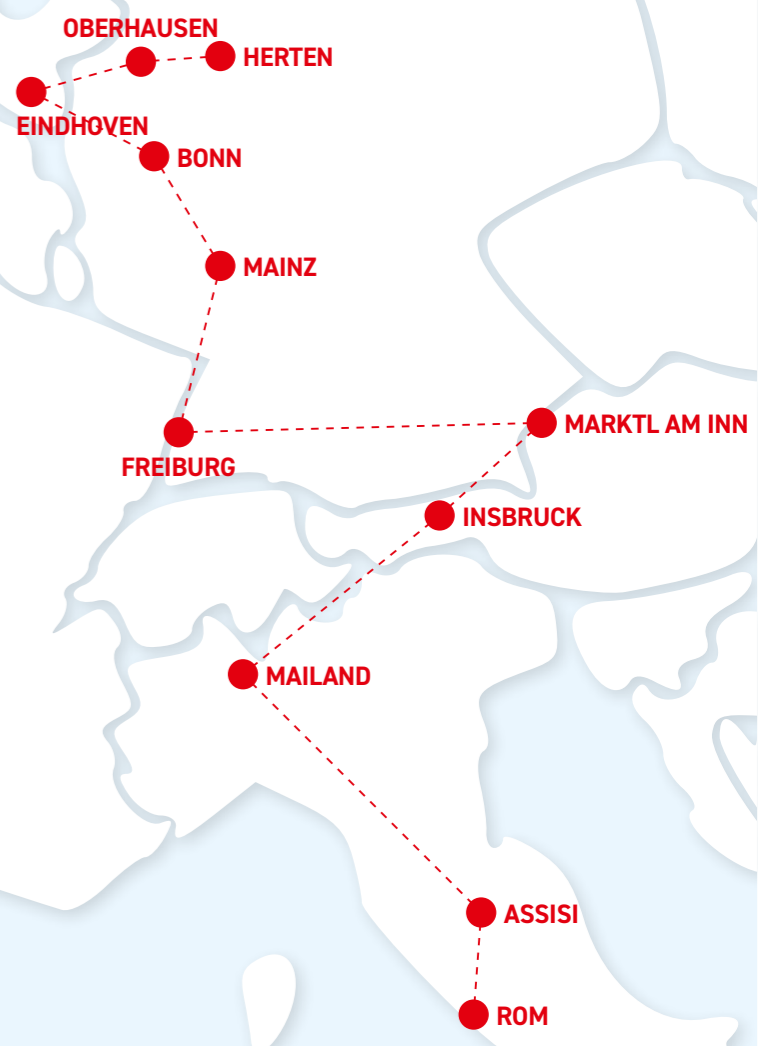 OBERHAUSEN
HERTEN
EINDHOVEN
BONN
MAINZ
MARKTL AM INN
FREIBURG
INSBRUCK
MAILAND
ASSISI
ROM